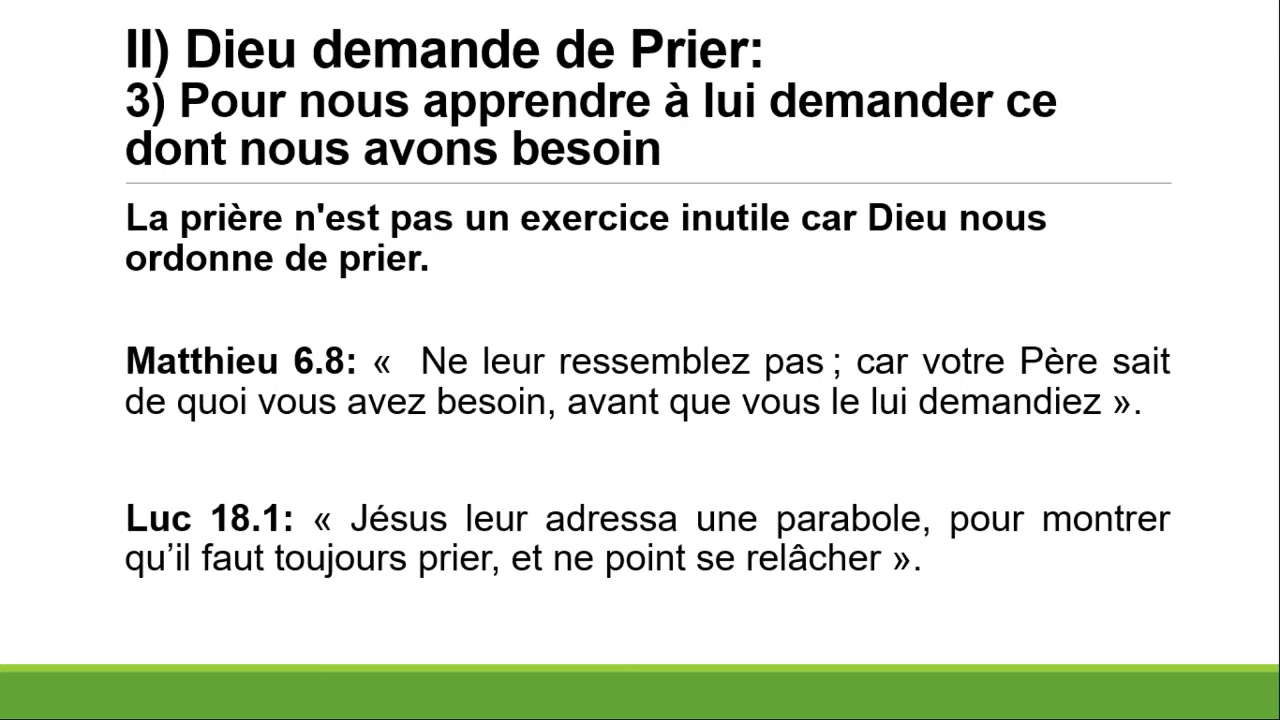 II) Dieu demande de Prier:
3) Pour nous apprendre à lui demander ce
dont nous avons besoin
La prière n'est pas un exercice inutile car Dieu nous
ordonne de prier.
Matthieu 6.8: «  Ne leur ressemblez pas ; car votre Père sait
de quoi vous avez besoin, avant que vous le lui demandiez ».
Luc 18.1: « Jésus leur adressa une parabole, pour montrer
qu’il faut toujours prier, et ne point se relâcher ».